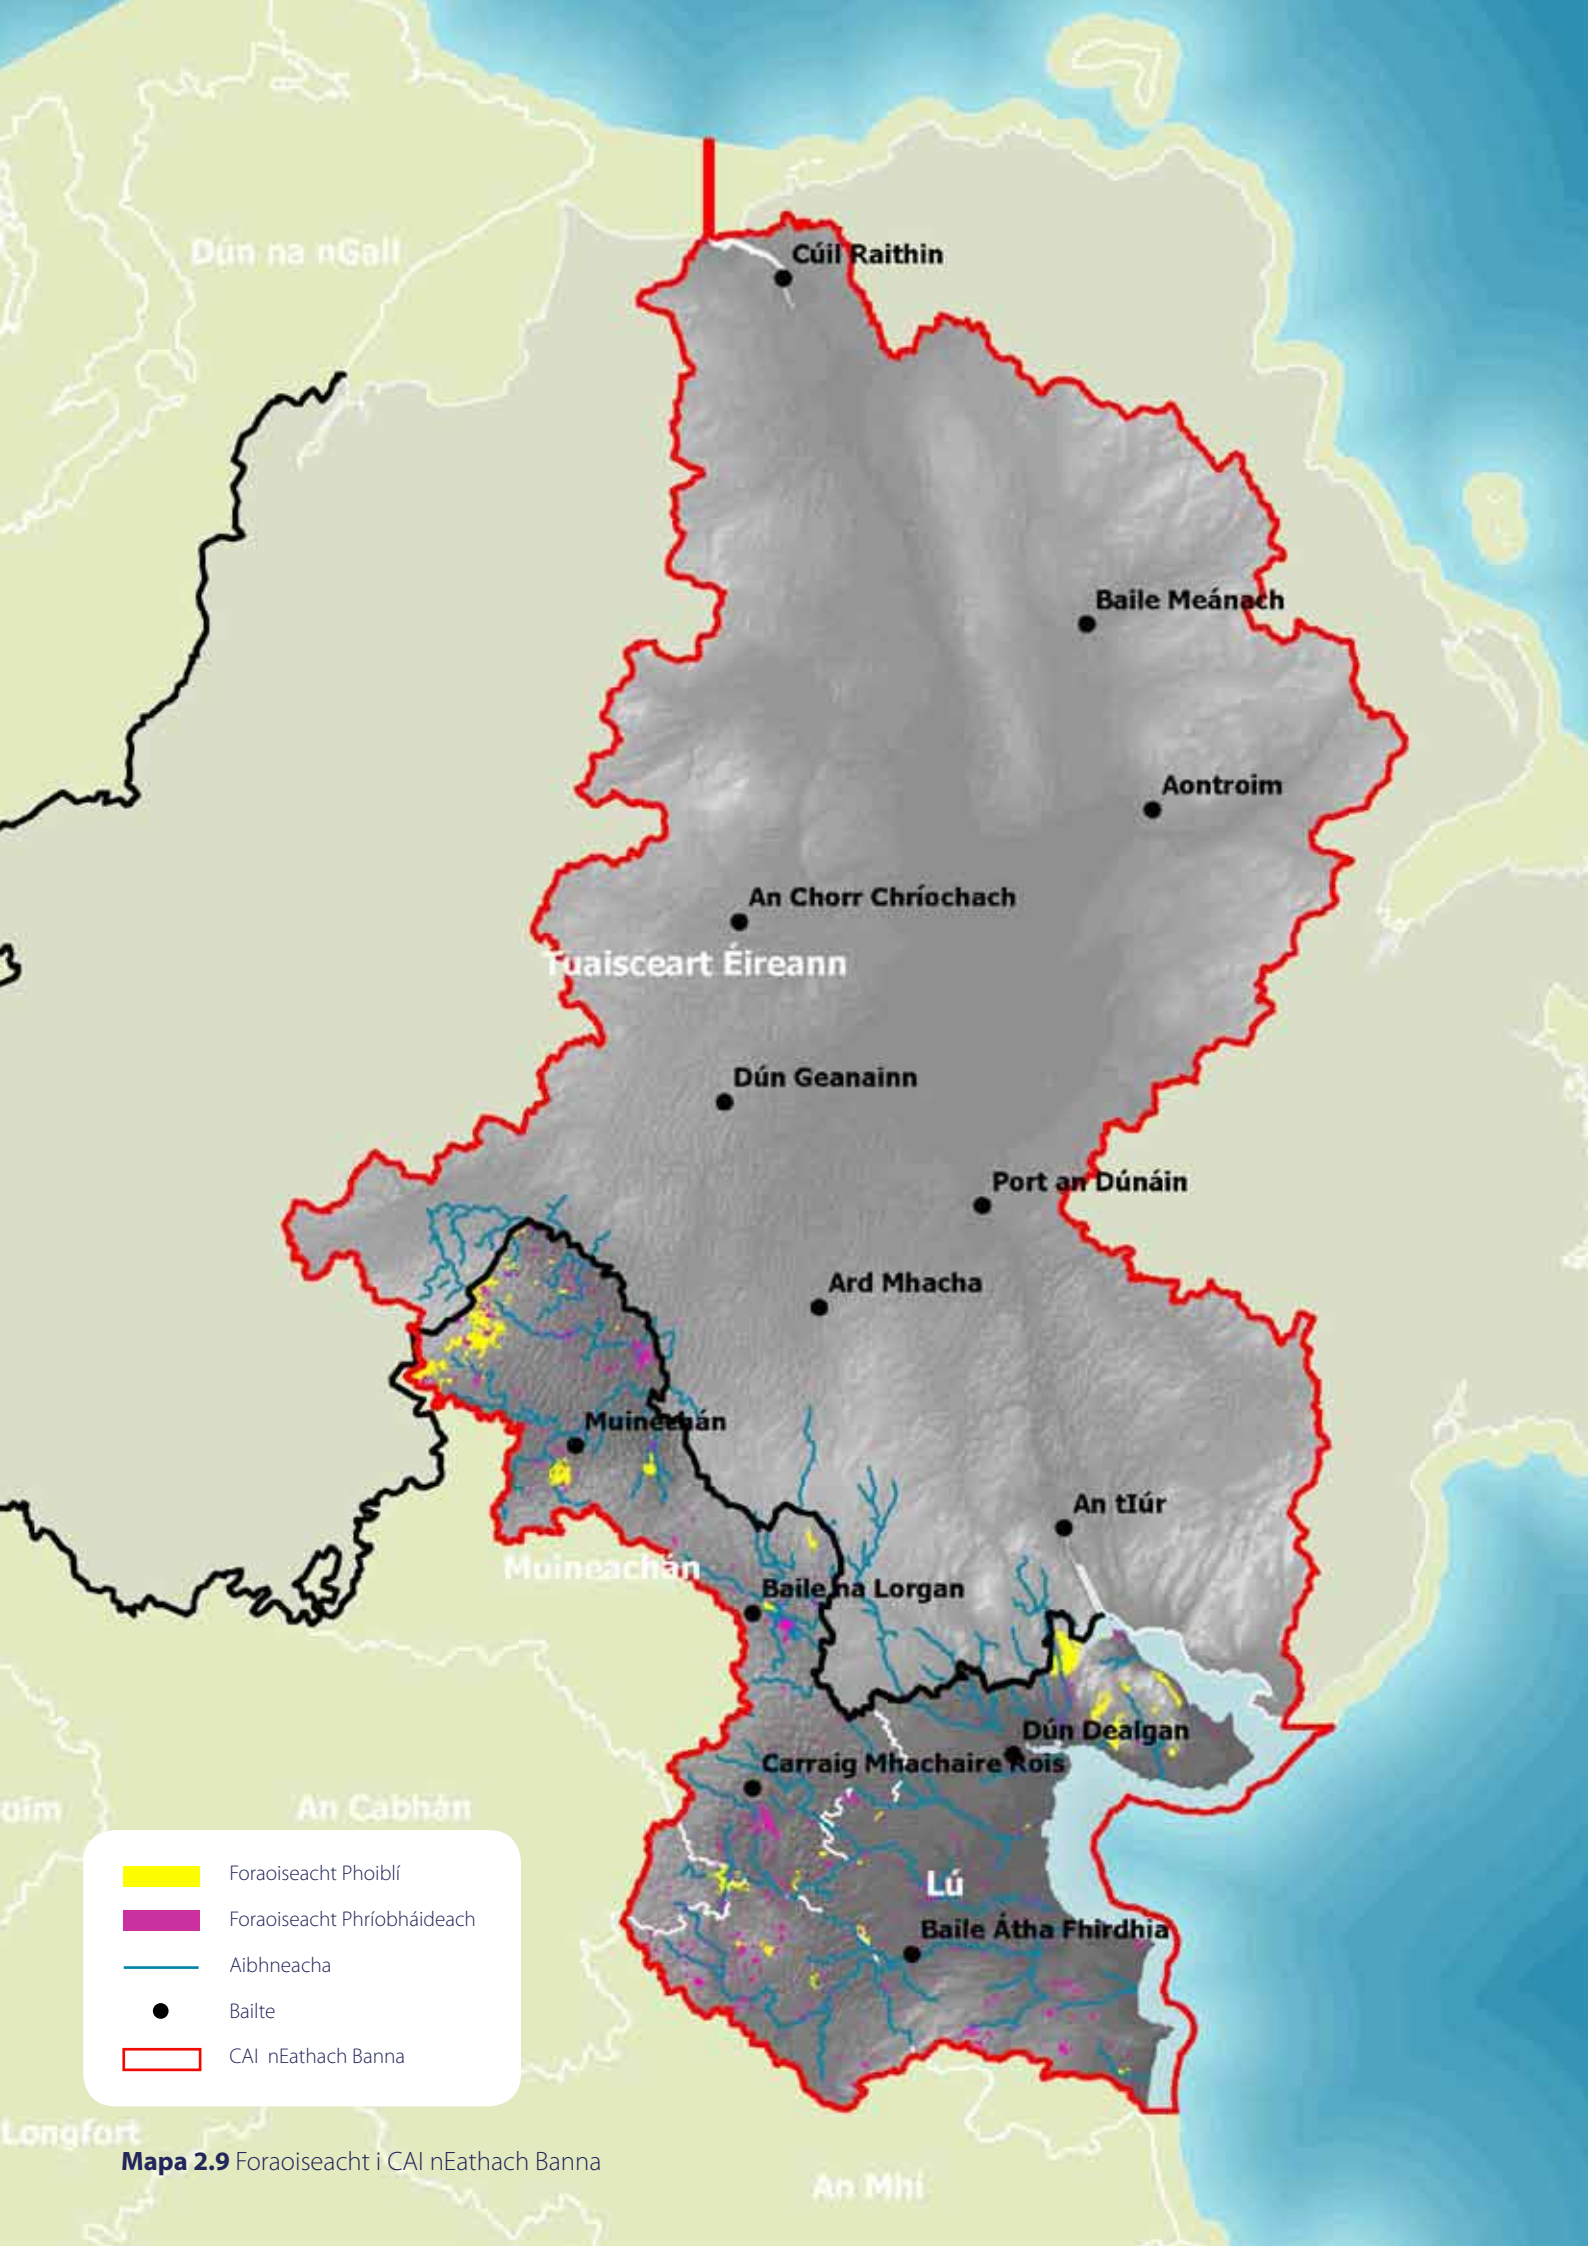 Dún na nGall
Cúil Raithin
Baile Meánach
Aontroim
An Chorr Chríochach
Tuaisceart Éireann
Dún Geanainn
Port an Dúnáin
Ard Mhacha
Muineachán
An tIúr
Muineachán
Baile na Lorgan
Dún Dealgan
Carraig Mhachaire Rois
An Cabhán
oim
Lú
Baile Átha Fhirdhia
Foraoiseacht Phoiblí
Foraoiseacht Phríobháideach
Aibhneacha
Bailte
CAI nEathach Banna
Longfort
Mapa 2.9 Foraoiseacht i CAI nEathach Banna
An Mhí